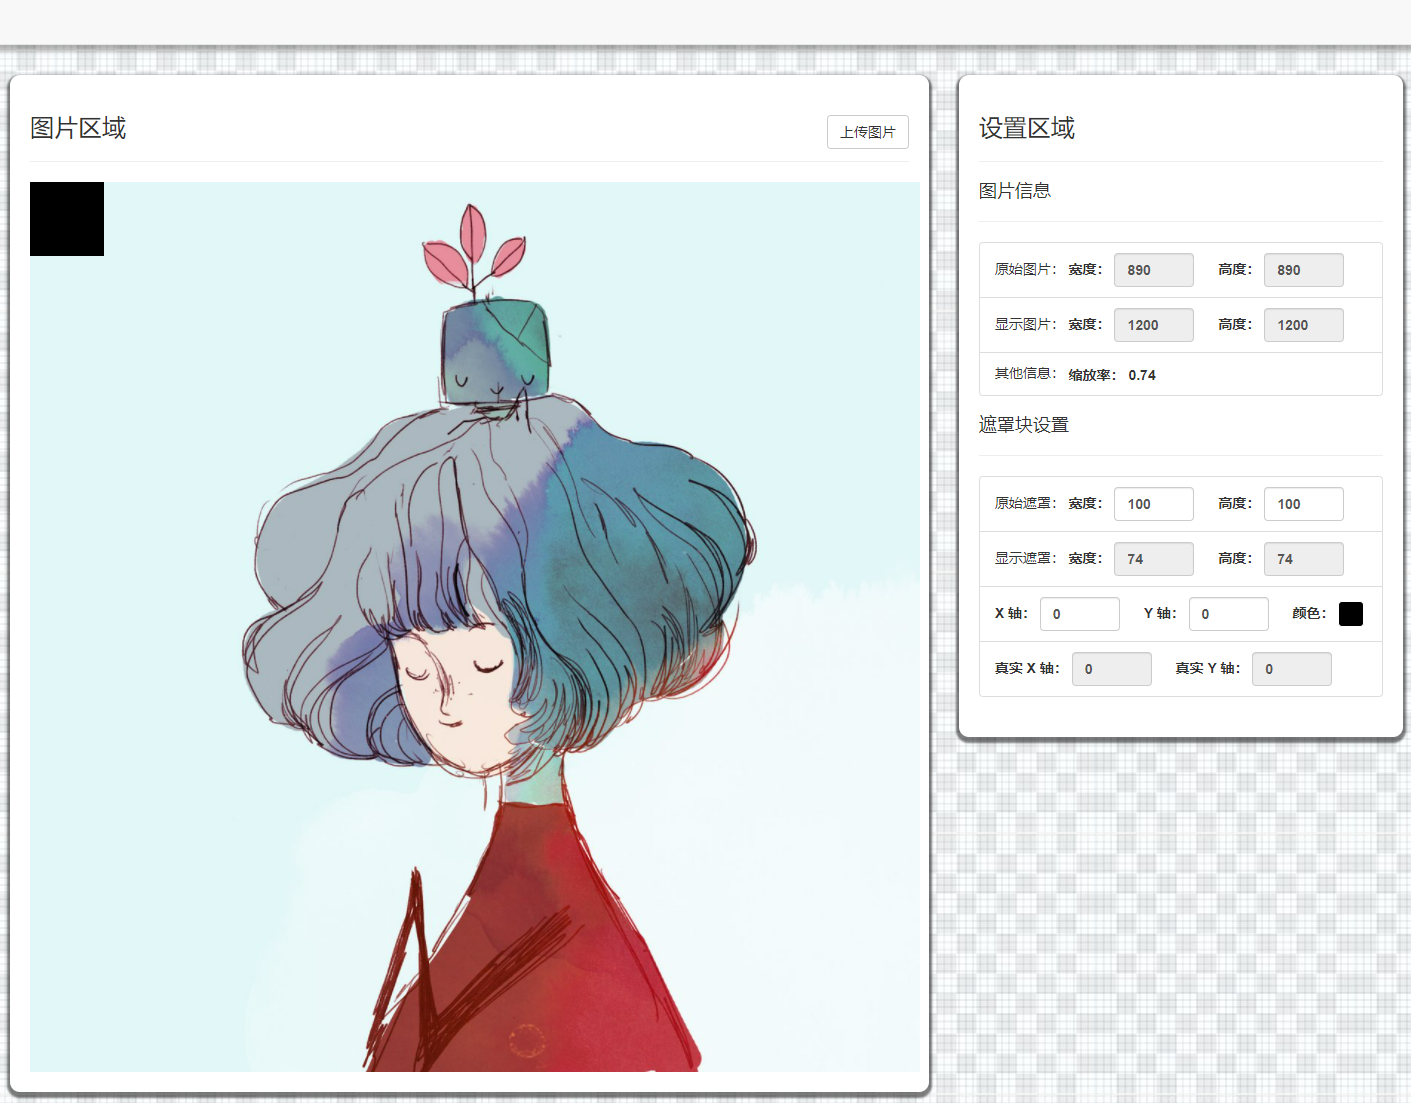 图片区域
上传图片
设置区域
图片信息
原始图片： 宽度： 890 高度： 890
显示图片： 宽度： 1200 高度： 1200
其他信息： 缩放率： 0.74
遮罩块设置
原始遮罩： 宽度： 100 高度： 100
显示遮罩： 宽度： 74 高度： 74
X 轴： 0 Y 轴： 0 颜色：
真实 X 轴： 0 真实 Y 轴： 0